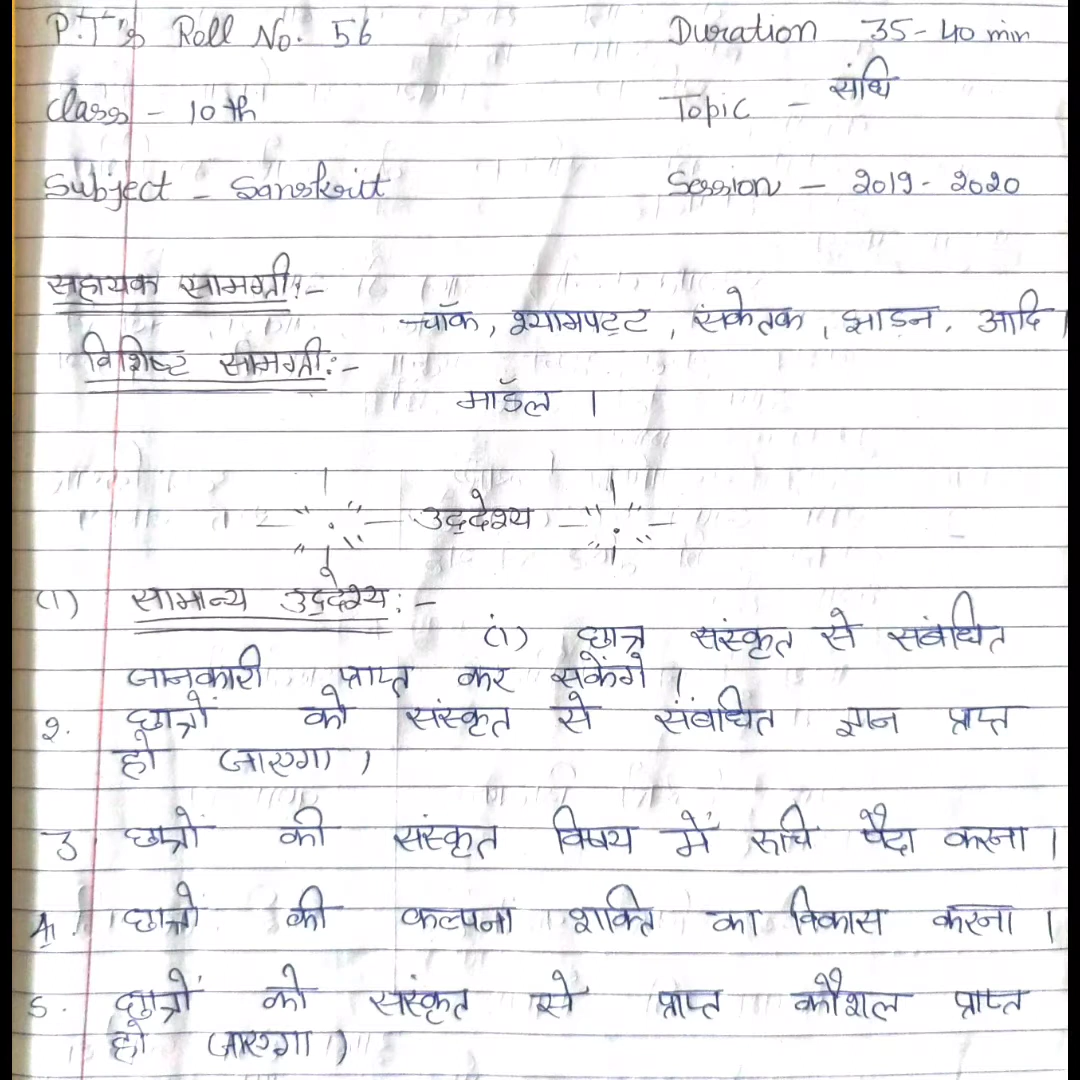 P.T's Roll No. 56 Duration 35-40 min
Class - 10th Topic - संधि
Subject - Sanskrit Session - 2019-2020
सहायक सामग्री:-
चॉक, श्यामपट्ट, संकेतक, झाडन, आदि।
विशिष्ट सामग्री:-
मॉडल ।
उद्देश्य
(1) सामान्य उद्देश्य:-
(1) छात्र संस्कृत से संबंधित
जानकारी प्राप्त कर सकेंगे।
2. छात्रों को संस्कृत से संबंधित ज्ञान प्राप्त
हो जाएगा।
3 छात्रों की संस्कृत विषय में रुचि पैदा करना।
4. छात्रों की कल्पना शक्ति का विकास करना।
5. छात्रों को संस्कृत से प्राप्त कौशल प्राप्त
हो जाएगा।